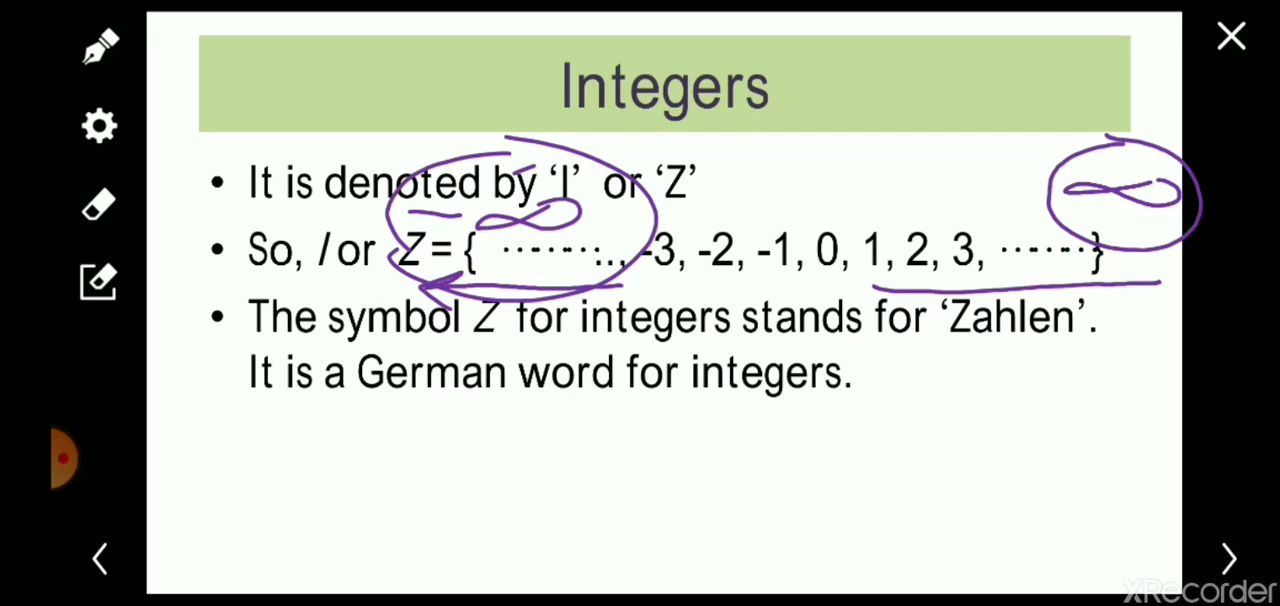 Integers
• It is denoted by ‘I’ or ‘Z’
-∞ ∞
• So, I or Z = { ⋯⋯⋯.., -3, -2, -1, 0, 1, 2, 3, ⋯⋯⋯}
• The symbol Z for integers stands for ‘Zahlen’.
It is a German word for integers.
XRecorder